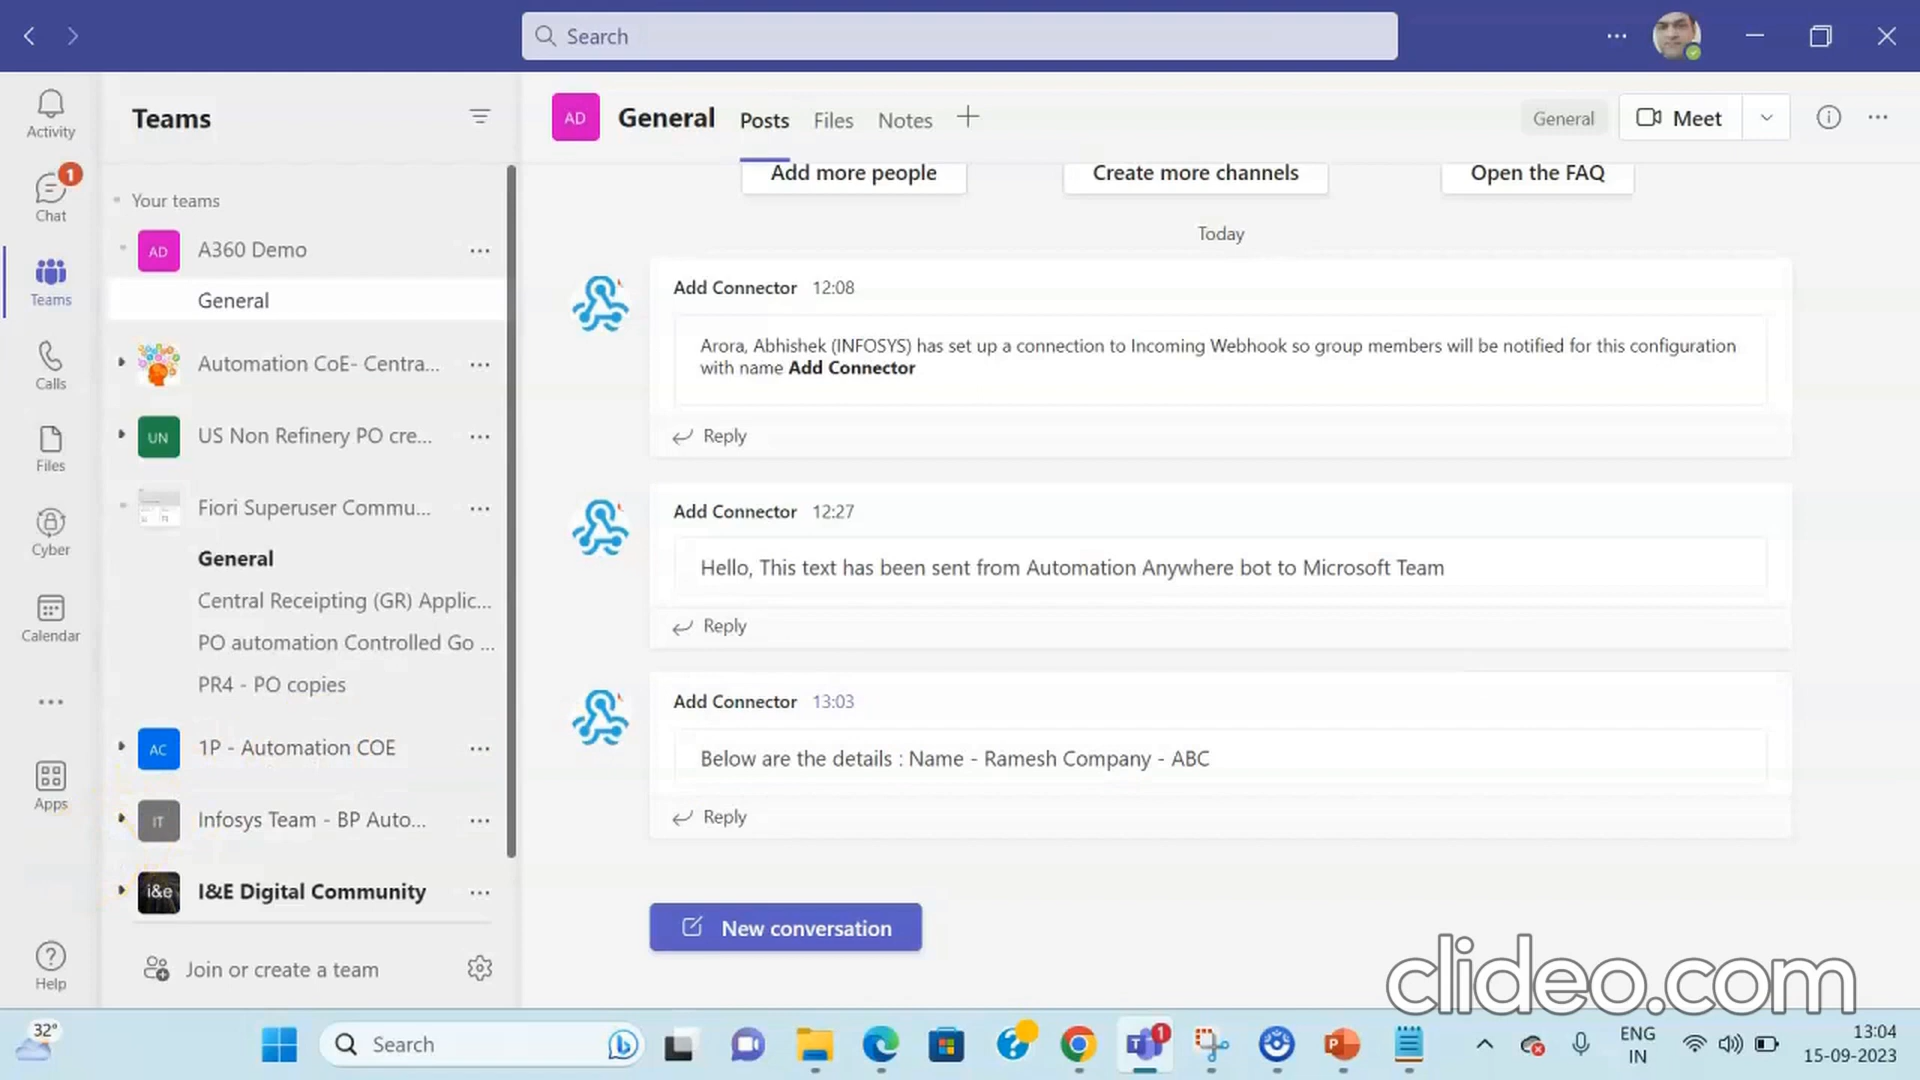 Search
Activity
Chat
1
Teams
Calls
Files
Cyber
Calendar
Apps
Help
Teams
Your teams
AD
A360 Demo
General
Automation CoE- Centra...
UN
US Non Refinery PO cre...
Fiori Superuser Commu...
General
Central Receipting (GR) Applic...
PO automation Controlled Go ...
PR4 - PO copies
AC
1P - Automation COE
IT
Infosys Team - BP Auto...
i&e
I&E Digital Community
Join or create a team
AD
General
Posts
Files
Notes
General
Meet
Add more people
Create more channels
Open the FAQ
Today
Add Connector 12:08
Arora, Abhishek (INFOSYS) has set up a connection to Incoming Webhook so group members will be notified for this configuration
with name Add Connector
Reply
Add Connector 12:27
Hello, This text has been sent from Automation Anywhere bot to Microsoft Team
Reply
Add Connector 13:03
Below are the details : Name - Ramesh Company - ABC
Reply
New conversation
clideo.com
32°
Search
1
ENG
IN
13:04
15-09-2023